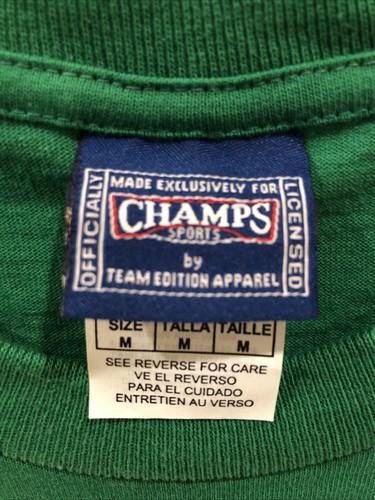 OFFICIALLY
MADE EXCLUSIVELY FOR
CHAMPS
SPORTS
by
TEAM EDITION APPAREL
LICENSED
SIZE TALLA TAILLE
M M M
SEE REVERSE FOR CARE
VE EL REVERSO
PARA EL CUIDADO
ENTRETIEN AU VERSO